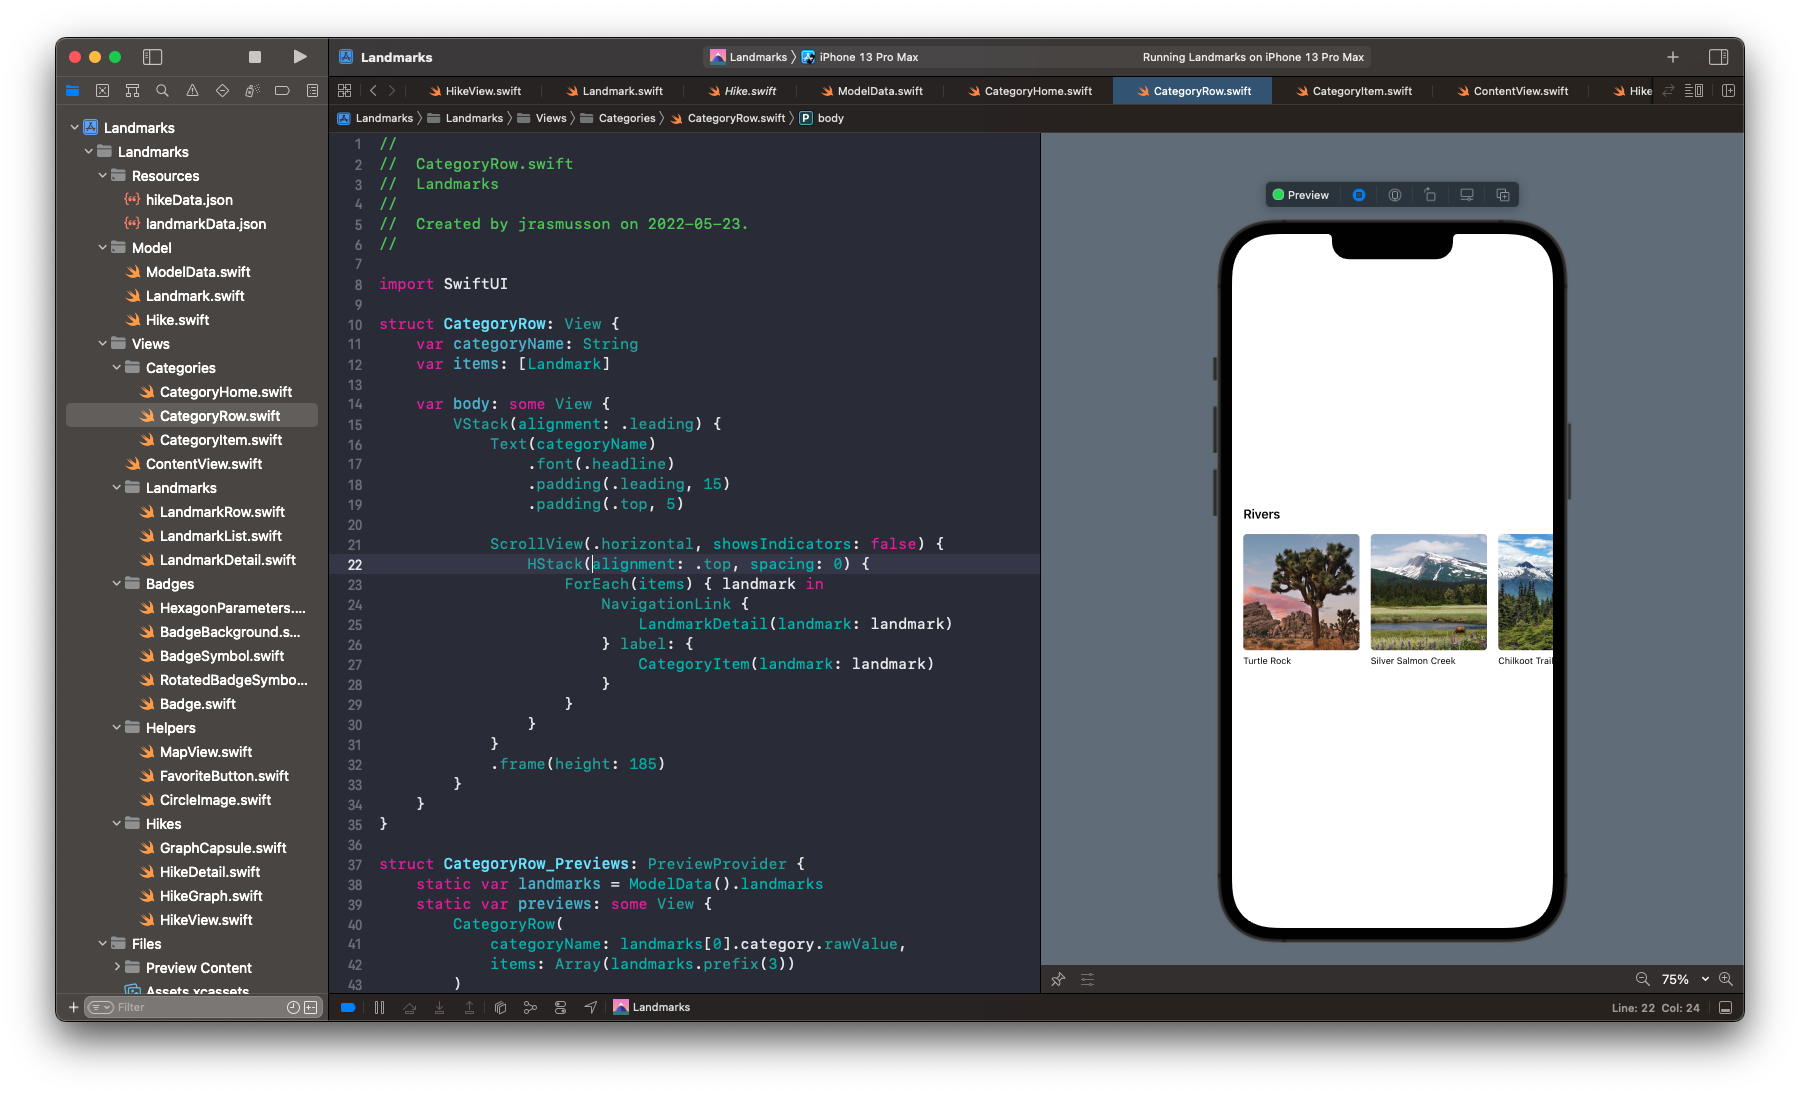 Landmarks
Landmarks
iPhone 13 Pro Max
Running Landmarks on iPhone 13 Pro Max
HikeView.swift
Landmark.swift
Hike.swift
ModelData.swift
CategoryHome.swift
CategoryRow.swift
CategoryItem.swift
ContentView.swift
Hike
Landmarks
Landmarks
Views
Categories
CategoryRow.swift
P body
Landmarks
Landmarks
Resources
hikeData.json
landmarkData.json
Model
ModelData.swift
Landmark.swift
Hike.swift
Views
Categories
CategoryHome.swift
CategoryRow.swift
CategoryItem.swift
ContentView.swift
Landmarks
LandmarkRow.swift
LandmarkList.swift
LandmarkDetail.swift
Badges
HexagonParameters....
BadgeBackground.s...
BadgeSymbol.swift
RotatedBadgeSymbo...
Badge.swift
Helpers
MapView.swift
FavoriteButton.swift
CircleImage.swift
Hikes
GraphCapsule.swift
HikeDetail.swift
HikeGraph.swift
HikeView.swift
Files
Preview Content
Assets.xcassets
Filter
1 //
2 //  CategoryRow.swift
3 //  Landmarks
4 //
5 //  Created by jrasmusson on 2022-05-23.
6 //
7
8 import SwiftUI
9
10 struct CategoryRow: View {
11     var categoryName: String
12     var items: [Landmark]
13
14     var body: some View {
15         VStack(alignment: .leading) {
16             Text(categoryName)
17                 .font(.headline)
18                 .padding(.leading, 15)
19                 .padding(.top, 5)
20
21             ScrollView(.horizontal, showsIndicators: false) {
22                 HStack(alignment: .top, spacing: 0) {
23                     ForEach(items) { landmark in
24                         NavigationLink {
25                             LandmarkDetail(landmark: landmark)
26                         } label: {
27                             CategoryItem(landmark: landmark)
28                         }
29                     }
30                 }
31             }
32             .frame(height: 185)
33         }
34     }
35 }
36
37 struct CategoryRow_Previews: PreviewProvider {
38     static var landmarks = ModelData().landmarks
39     static var previews: some View {
40         CategoryRow(
41             categoryName: landmarks[0].category.rawValue,
42             items: Array(landmarks.prefix(3))
43         )
Preview
Rivers
Turtle Rock
Silver Salmon Creek
Chilkoot Trail
75%
Landmarks
Line: 22 Col: 24